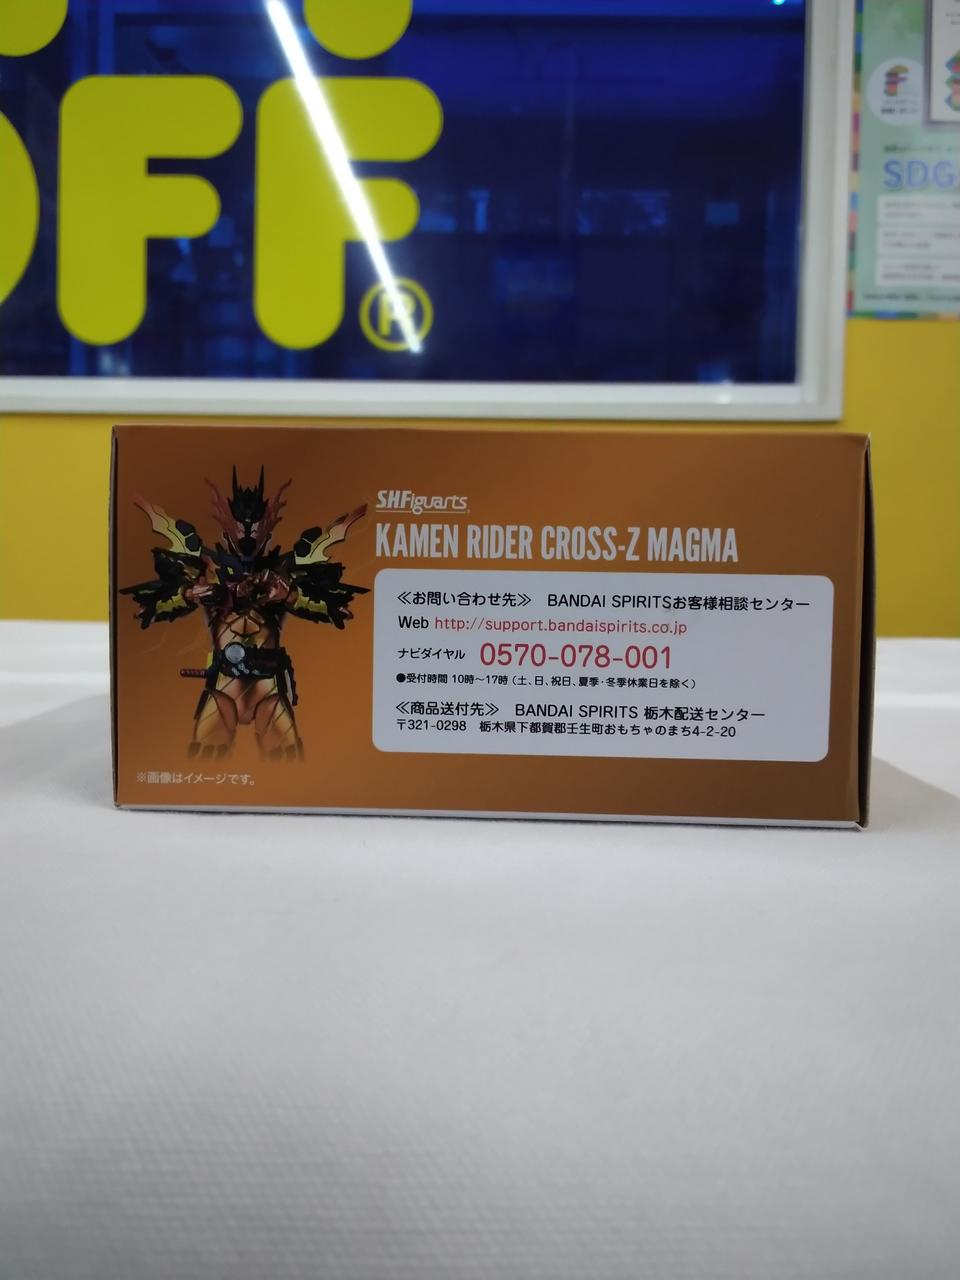 OFF
®
SDG
S.H.Figuarts
KAMEN RIDER CROSS-Z MAGMA
≪お問い合わせ先≫ BANDAI SPIRITSお客様相談センター
Web http://support.bandaispirits.co.jp
ナビダイヤル 0570-078-001
●受付時間 10時～17時（土、日、祝日、夏季・冬季休業日を除く）
≪商品送付先≫ BANDAI SPIRITS 栃木配送センター
〒321-0298 栃木県下都賀郡壬生町おもちゃのまち4-2-20
※画像はイメージです。